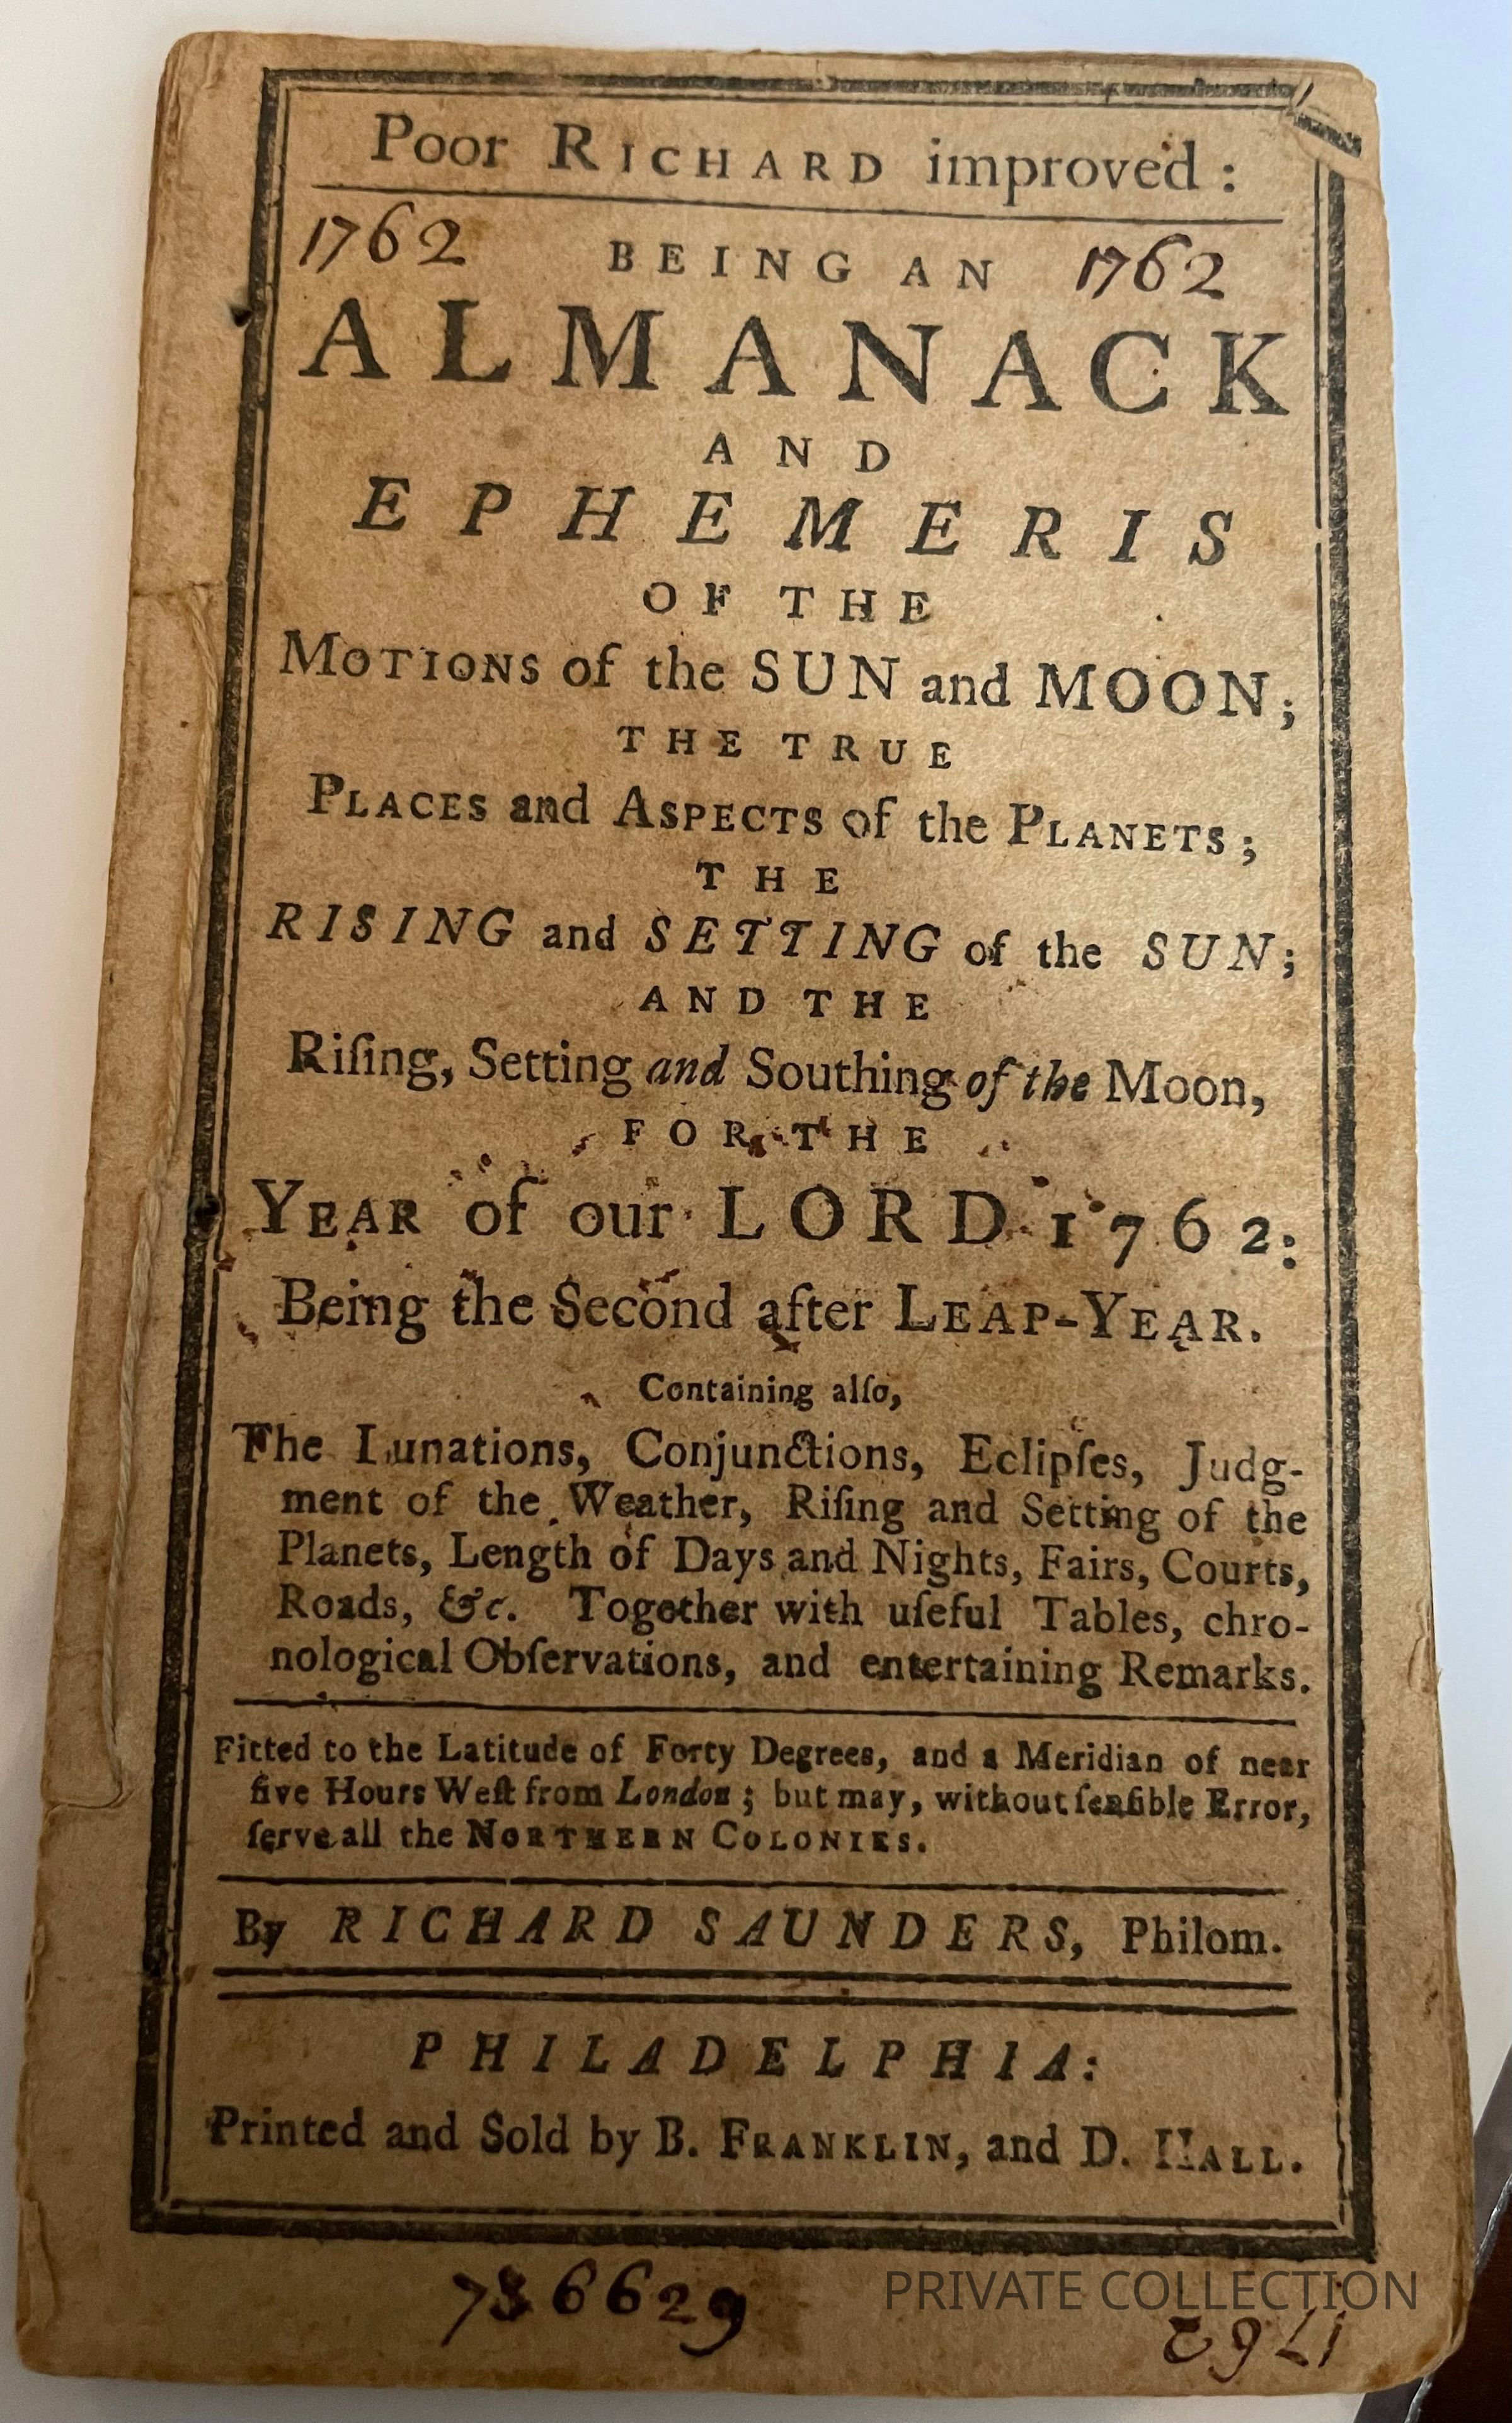 Poor RICHARD improved:
1762 BEING AN 1762
ALMANACK
AND
EPHEMERIS
OF THE
MOTIONS of the SUN and MOON;
THE TRUE
PLACES and ASPECTS of the PLANETS;
THE
RISING and SETTING of the SUN;
AND THE
Riſing, Setting and Southing of the Moon,
FOR THE
YEAR of our LORD 1762:
Being the Second after LEAP-YEAR.
Containing alſo,
The Lunations, Conjunctions, Eclipſes, Judg-
ment of the Weather, Riſing and Setting of the
Planets, Length of Days and Nights, Fairs, Courts,
Roads, &c. Together with uſeful Tables, chro-
nological Obſervations, and entertaining Remarks.
Fitted to the Latitude of Forty Degrees, and a Meridian of near
five Hours Weſt from London; but may, without ſenſible Error,
ſerve all the NORTHERN COLONIES.
By RICHARD SAUNDERS, Philom.
PHILADELPHIA:
Printed and Sold by B. FRANKLIN, and D. HALL.
PRIVATE COLLECTION
1762